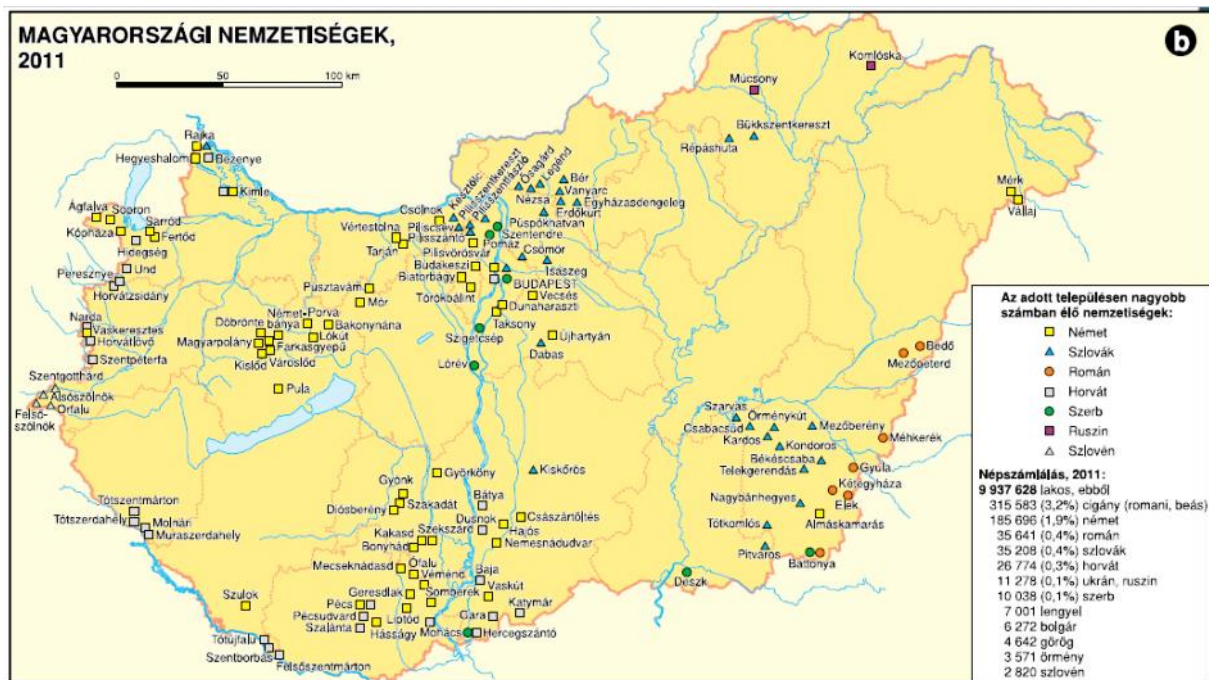 MAGYARORSZÁGI NEMZETISÉGEK,
2011
0 50 100 km
b
Komlóska
Múcsony
Bükkszentkereszt
Répáshuta
Mérk
Vállaj
Rajka
Hegyeshalom
Bezenye
Kimle
Ágfalva
Sopron
Sarród
Kópháza
Fertőd
Hidegség
Und
Peresznye
Horvátzsidány
Narda
Vaskeresztes
Horvátlövő
Szentpéterfa
Szentgotthárd
Alsószölnök
Orfalu
Felső-
szölnök
Kesztölc
Pilisszentkereszt
Pilisszentlászló
Ősagárd
Legénd
Bér
Vanyarc
Nézsa
Egyházasdengeleg
Erdőkürt
Csolnok
Piliscsév
Püspökhatvan
Vértestolna
Pilisszántó
Szentendre
Tarján
Pomáz
Csömör
Pilisvörösvár
Budakeszi
Isaszeg
Biatorbágy
BUDAPEST
Pusztavám
Törökbálint
Vecsés
Mór
Dunaharaszti
Taksony
Német-
bánya
Porva
Döbrönte
Bakonynána
Szigetcsép
Újhartyán
Magyarpolány
Lókút
Farkasgyepű
Dabas
Kislőd
Városlőd
Lórév
Pula
Bedő
Mezőpeterd
Szarvas
Örménykút
Csabacsűd
Mezőberény
Kardos
Kondoros
Méhkerék
Békéscsaba
Telekgerendás
Gyula
Kétegyháza
Kiskőrös
Nagybánhegyes
Elek
Györköny
Almáskamarás
Gyönk
Tótkomlós
Szakadát
Bátya
Tótszentmárton
Diósberény
Császártöltés
Tótszerdahely
Dusnok
Pitvaros
Molnári
Kakasd
Szekszárd
Hajós
Muraszerdahely
Bonyhád
Nemesnádudvar
Battonya
Ófalu
Mecseknádasd
Baja
Deszk
Véménd
Vaskút
Geresdlak
Somberek
Szulok
Pécs
Katymár
Pécsudvard
Liptód
Gara
Szalánta
Hásságy
Mohács
Hercegszántó
Tótújfalu
Szentborbás
Felsőszentmárton
Az adott településen nagyobb
számban élő nemzetiségek:
Német
Szlovák
Román
Horvát
Szerb
Ruszin
Szlovén
Népszámlálás, 2011:
9 937 628 lakos, ebből
315 583 (3,2%) cigány (romani, beás)
185 696 (1,9%) német
35 641 (0,4%) román
35 208 (0,4%) szlovák
26 774 (0,3%) horvát
11 278 (0,1%) ukrán, ruszin
10 038 (0,1%) szerb
7 001 lengyel
6 272 bolgár
4 642 görög
3 571 örmény
2 820 szlovén